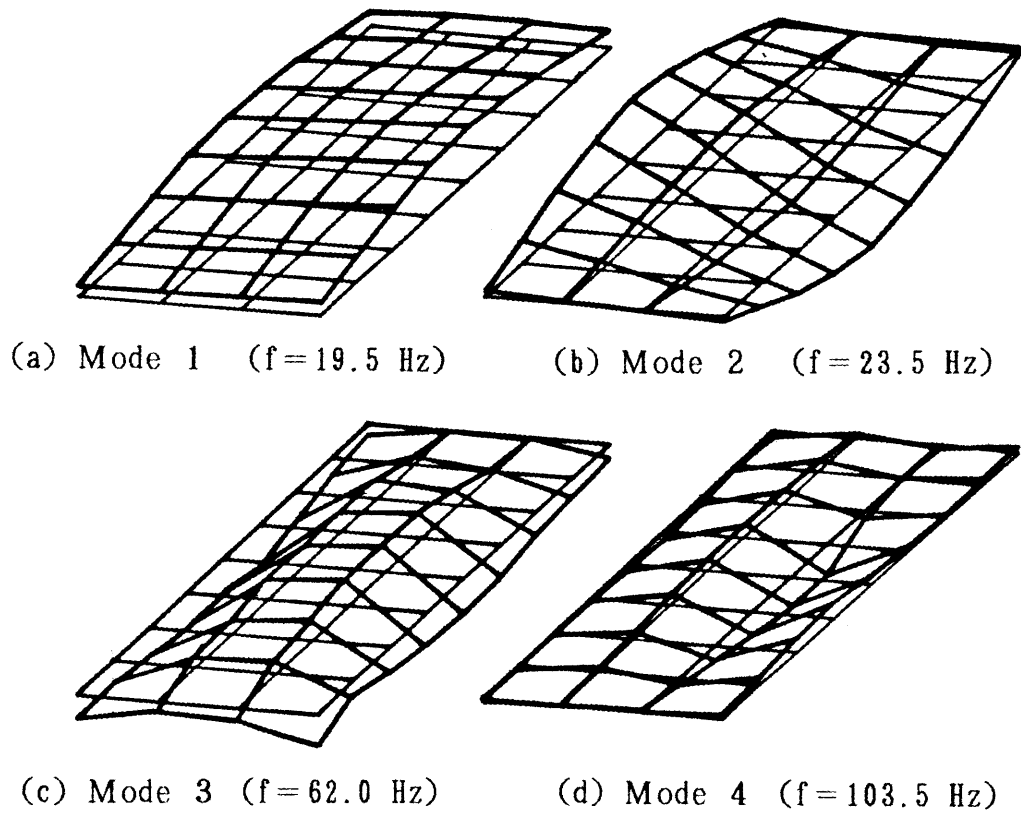 (a) Mode 1 (f=19.5 Hz)
(b) Mode 2 (f=23.5 Hz)
(c) Mode 3 (f=62.0 Hz)
(d) Mode 4 (f=103.5 Hz)